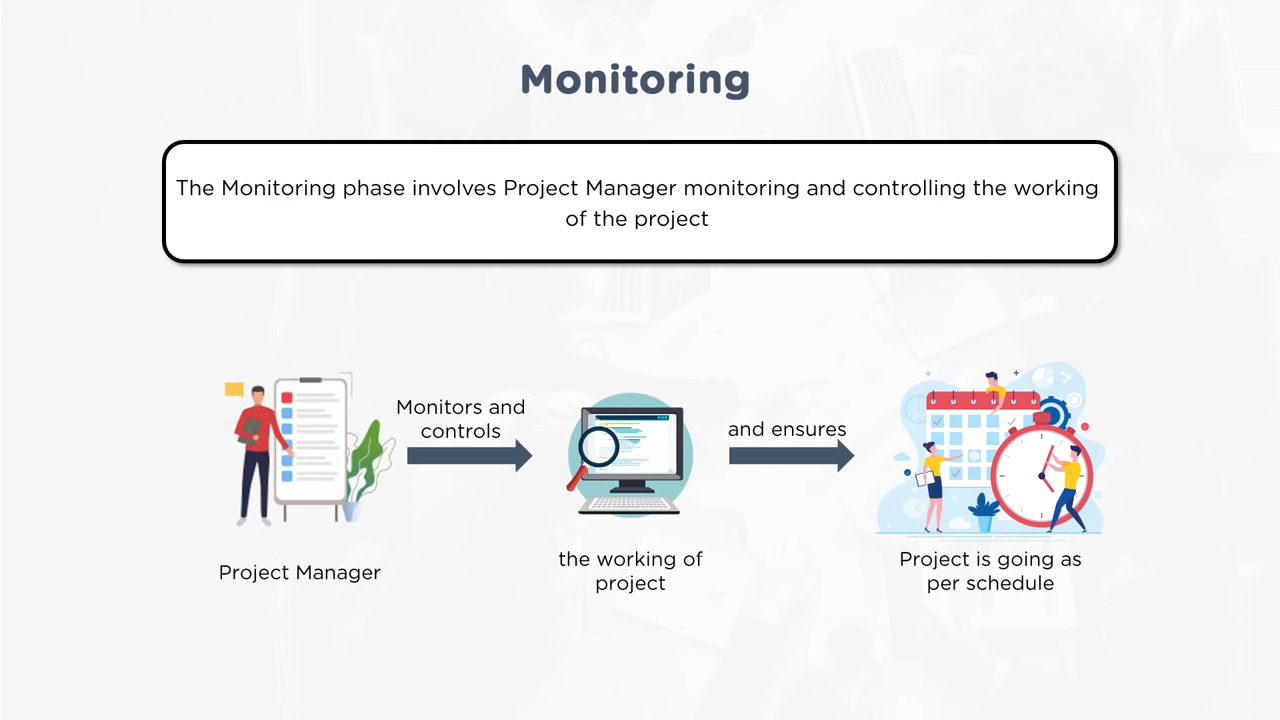 Monitoring
The Monitoring phase involves Project Manager monitoring and controlling the working
of the project
Monitors and
controls
and ensures
Project Manager
the working of
project
Project is going as
per schedule